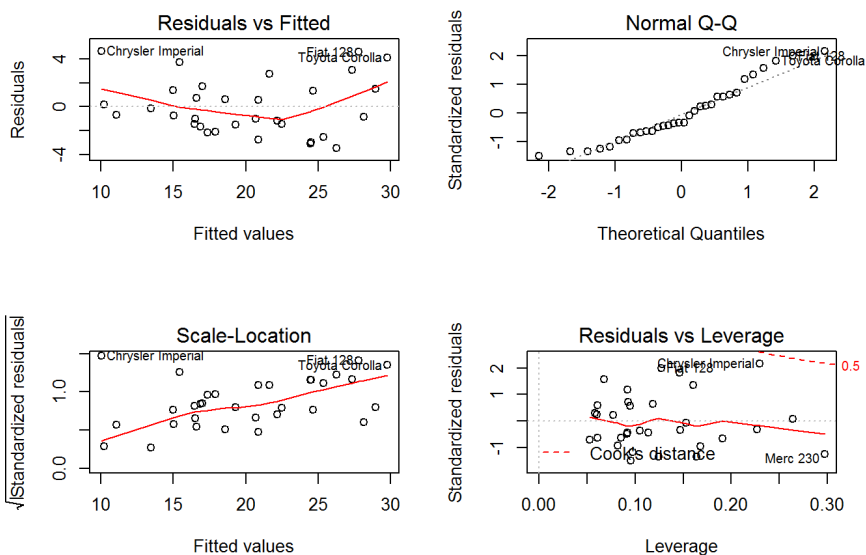 Residuals vs Fitted
Residuals
4
0
-4
Chrysler Imperial
Fiat 128
Toyota Corolla
10 15 20 25 30
Fitted values
Normal Q-Q
Standardized residuals
2
1
0
-1
Chrysler Imperial
Fiat 128
Toyota Corolla
-2 -1 0 1 2
Theoretical Quantiles
Scale-Location
√|Standardized residuals|
1.0
0.0
Chrysler Imperial
Fiat 128
Toyota Corolla
10 15 20 25 30
Fitted values
Residuals vs Leverage
Standardized residuals
2
1
-1
Chrysler Imperial
Fiat 128
0.5
Merc 230
Cook's distance
0.00 0.10 0.20 0.30
Leverage